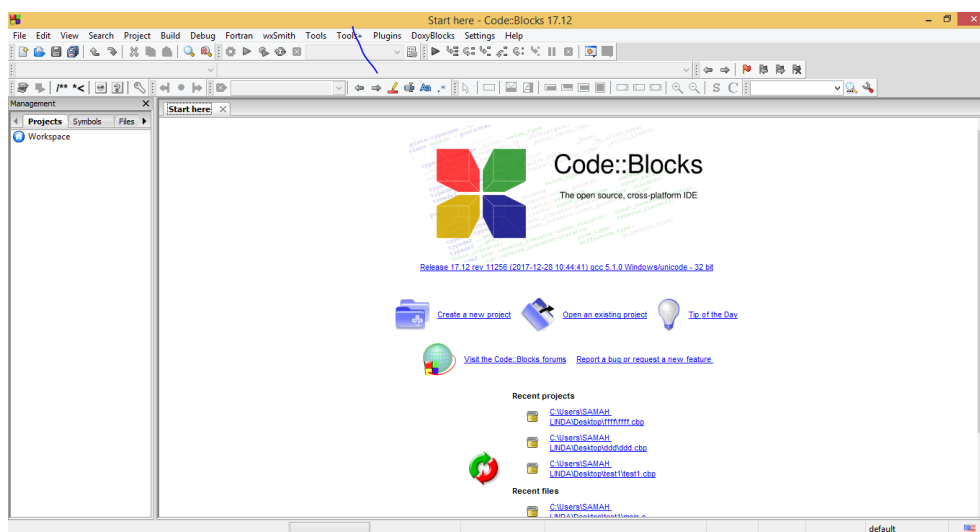 Start here - Code::Blocks 17.12
File Edit View Search Project Build Debug Fortran wxSmith Tools Tools+ Plugins DoxyBlocks Settings Help
/** *<
S C
Management
Start here
Projects Symbols Files
Workspace
Code::Blocks
The open source, cross-platform IDE
Release 17.12 rev 11256 (2017-12-28 10:44:41) gcc 5.1.0 Windows/unicode - 32 bit
Create a new project Open an existing project Tip of the Day
Visit the Code::Blocks forums Report a bug or request a new feature
Recent projects
C:\Users\SAMAH
LINDA\Desktop\ffff\ffff.cbp
C:\Users\SAMAH
LINDA\Desktop\ddd\ddd.cbp
C:\Users\SAMAH
LINDA\Desktop\test1\test1.cbp
Recent files
C:\Users\SAMAH
LINDA\Desktop\test1\main.c
default